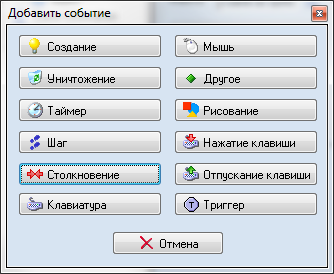 Добавить событие
Создание
Мышь
Уничтожение
Другое
Таймер
Рисование
Шаг
Нажатие клавиши
Столкновение
Отпускание клавиши
Клавиатура
T Триггер
Отмена